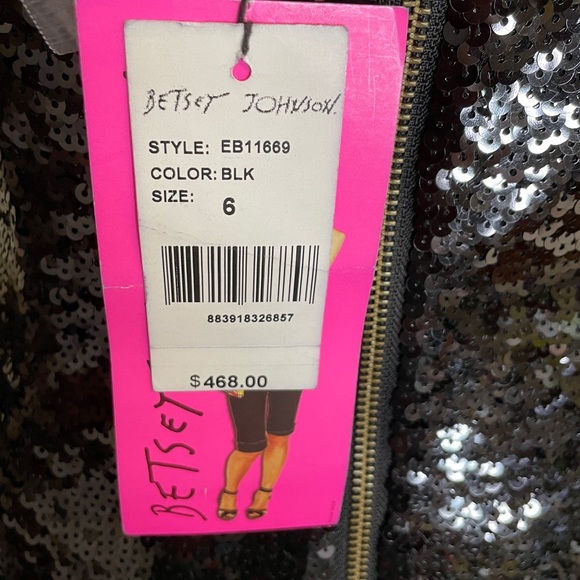 BETSEY JOHNSON.
STYLE: EB11669
COLOR: BLK
SIZE: 6
883918326857
$468.00
BETSEY